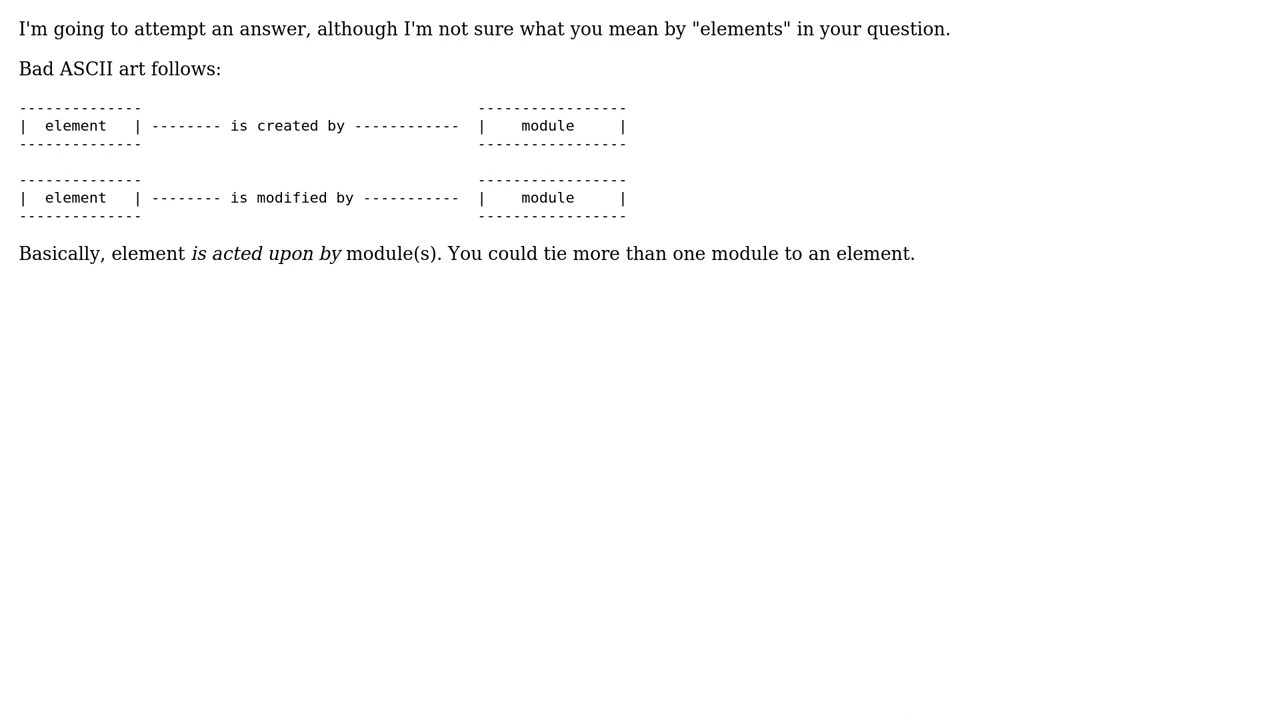 I'm going to attempt an answer, although I'm not sure what you mean by "elements" in your question.
Bad ASCII art follows:
--------------                                      -----------------
|  element   | -------- is created by ------------  |    module     |
--------------                                      -----------------
--------------                                      -----------------
|  element   | -------- is modified by -----------  |    module     |
--------------                                      -----------------
Basically, element is acted upon by module(s). You could tie more than one module to an element.